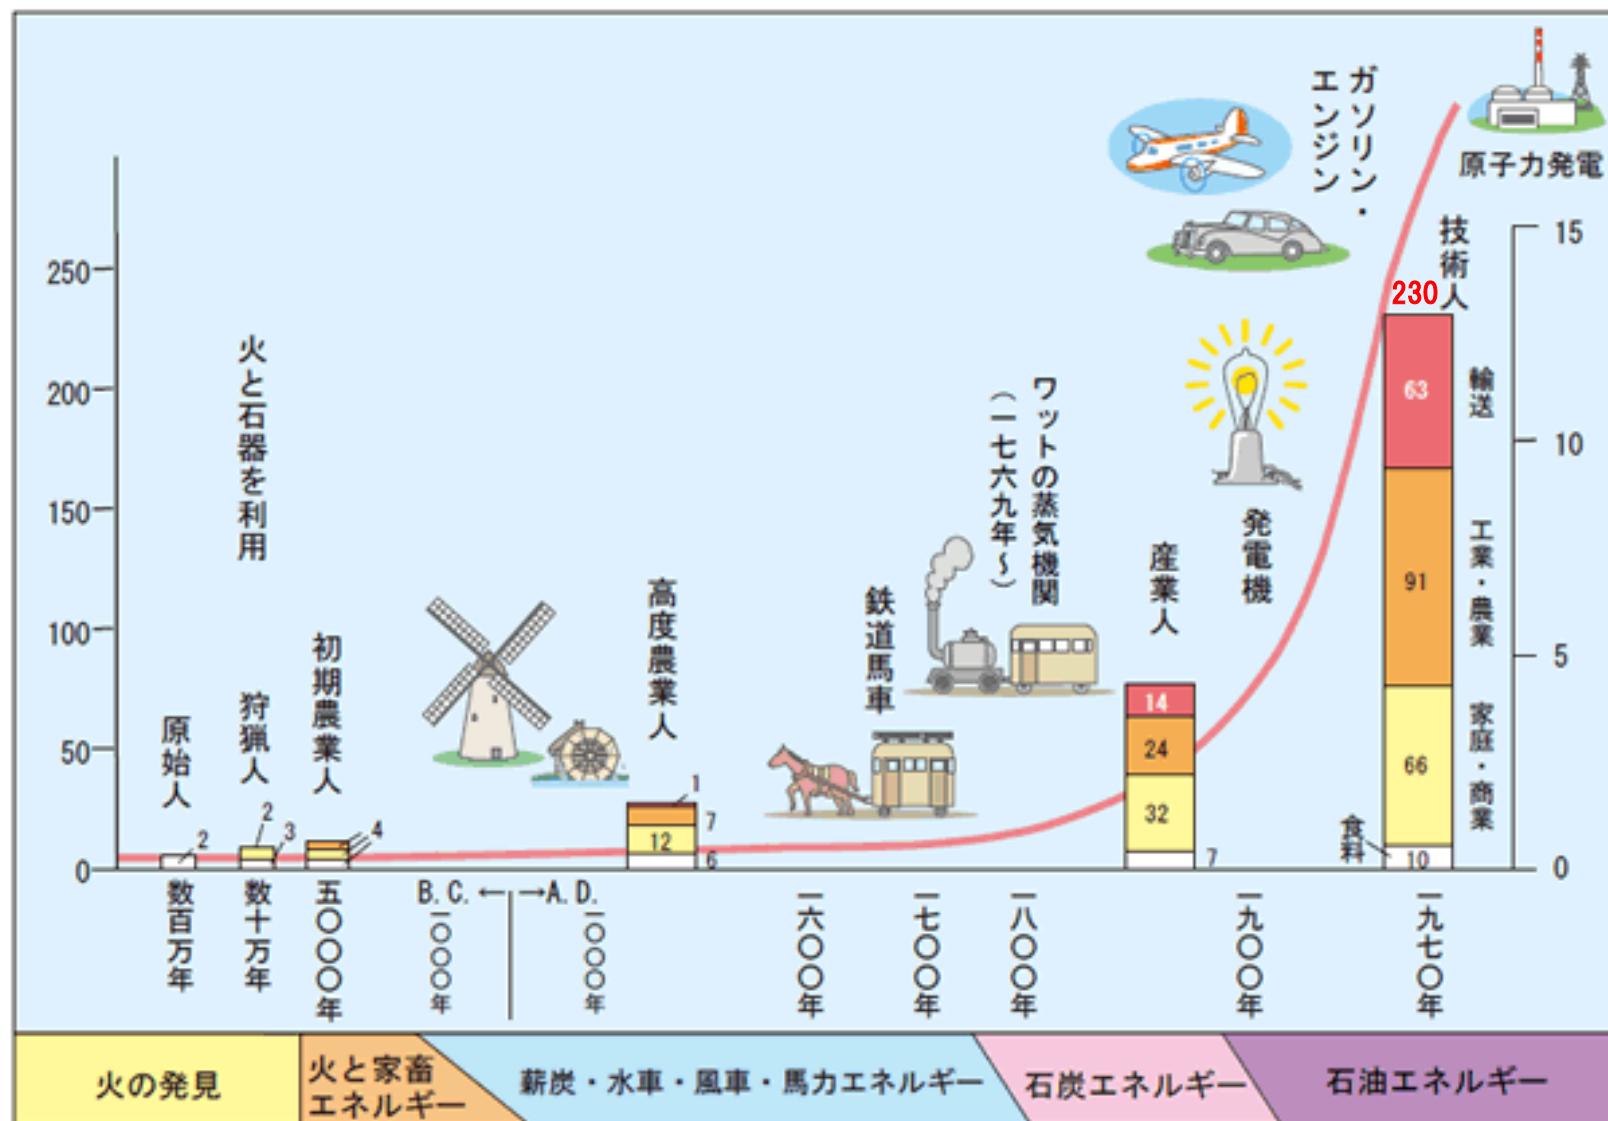 ガソリン・
エンジン
原子力発電
技術人
230
250
200
150
100
50
0
15
10
5
0
火と石器を利用
ワットの蒸気機関
(一七六九年~)
発電機
産業人
鉄道馬車
高度農業人
初期農業人
狩猟人
原始人
2
2
3
4
1
7
12
6
14
24
32
7
63
91
66
10
輸送
工業・農業
家庭・商業
食料
数百万年
数十万年
五〇〇〇年
B.C.←
→A.D.
一〇〇〇年
一〇〇〇年
一六〇〇年
一七〇〇年
一八〇〇年
一九〇〇年
一九七〇年
火の発見
火と家畜
エネルギー
薪炭・水車・風車・馬力エネルギー
石炭エネルギー
石油エネルギー